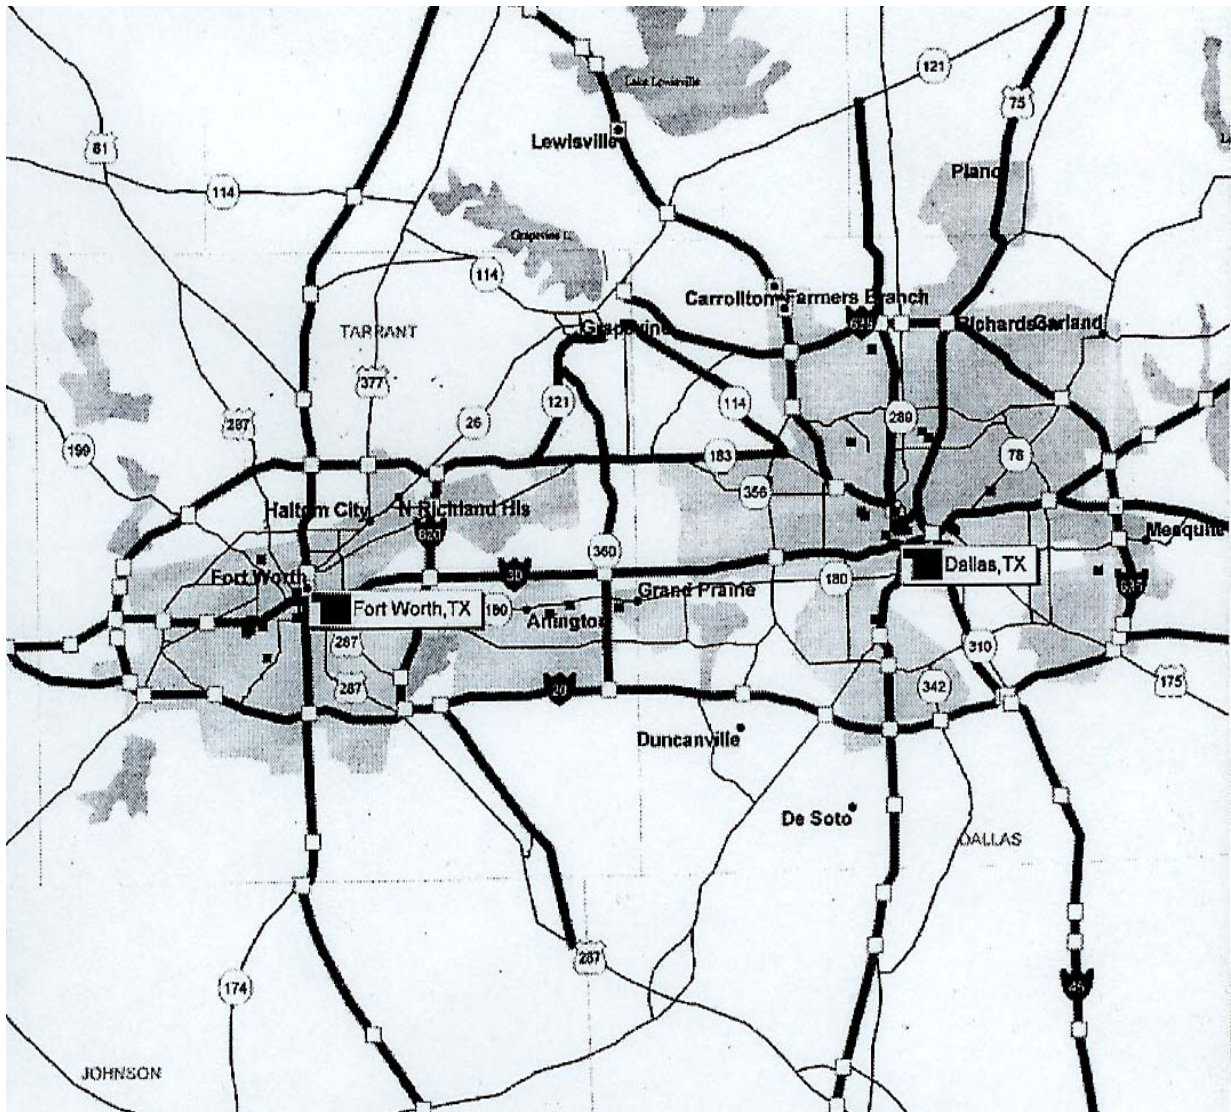 Lake Lewisville
121
75
81
Lewisville
Plano
114
Grapevine L
114
Carrollton
Farmers Branch
TARRANT
Grapevine
635
Richardson
Garland
377
121
114
289
287
26
199
183
78
356
Haltom City
N Richland Hls
820
360
Mesquite
Fort Worth
30
Grand Prairie
180
Dallas,TX
635
Fort Worth,TX
180
Arlington
287
310
287
20
342
175
Duncanville
De Soto
DALLAS
287
174
45
JOHNSON